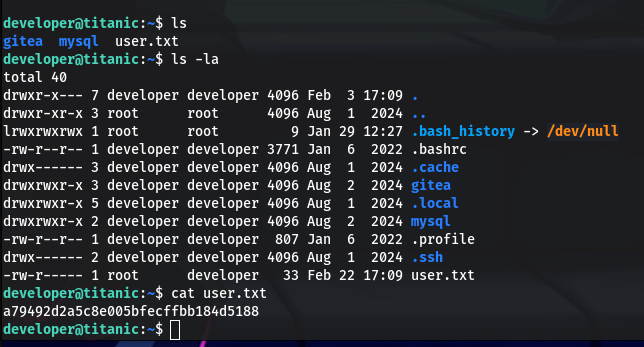 developer@titanic:~$ ls
gitea  mysql  user.txt
developer@titanic:~$ ls -la
total 40
drwxr-x--- 7 developer developer 4096 Feb  3 17:09 .
drwxr-xr-x 3 root      root      4096 Aug  1  2024 ..
lrwxrwxrwx 1 root      root         9 Jan 29 12:27 .bash_history -> /dev/null
-rw-r--r-- 1 developer developer 3771 Jan  6  2022 .bashrc
drwx------ 3 developer developer 4096 Aug  1  2024 .cache
drwxrwxr-x 3 developer developer 4096 Aug  2  2024 gitea
drwxrwxr-x 5 developer developer 4096 Aug  1  2024 .local
drwxrwxr-x 2 developer developer 4096 Aug  2  2024 mysql
-rw-r--r-- 1 developer developer  807 Jan  6  2022 .profile
drwx------ 2 developer developer 4096 Aug  1  2024 .ssh
-rw-r----- 1 root      developer   33 Feb 22 17:09 user.txt
developer@titanic:~$ cat user.txt
a79492d2a5c8e005bfecffbb184d5188
developer@titanic:~$